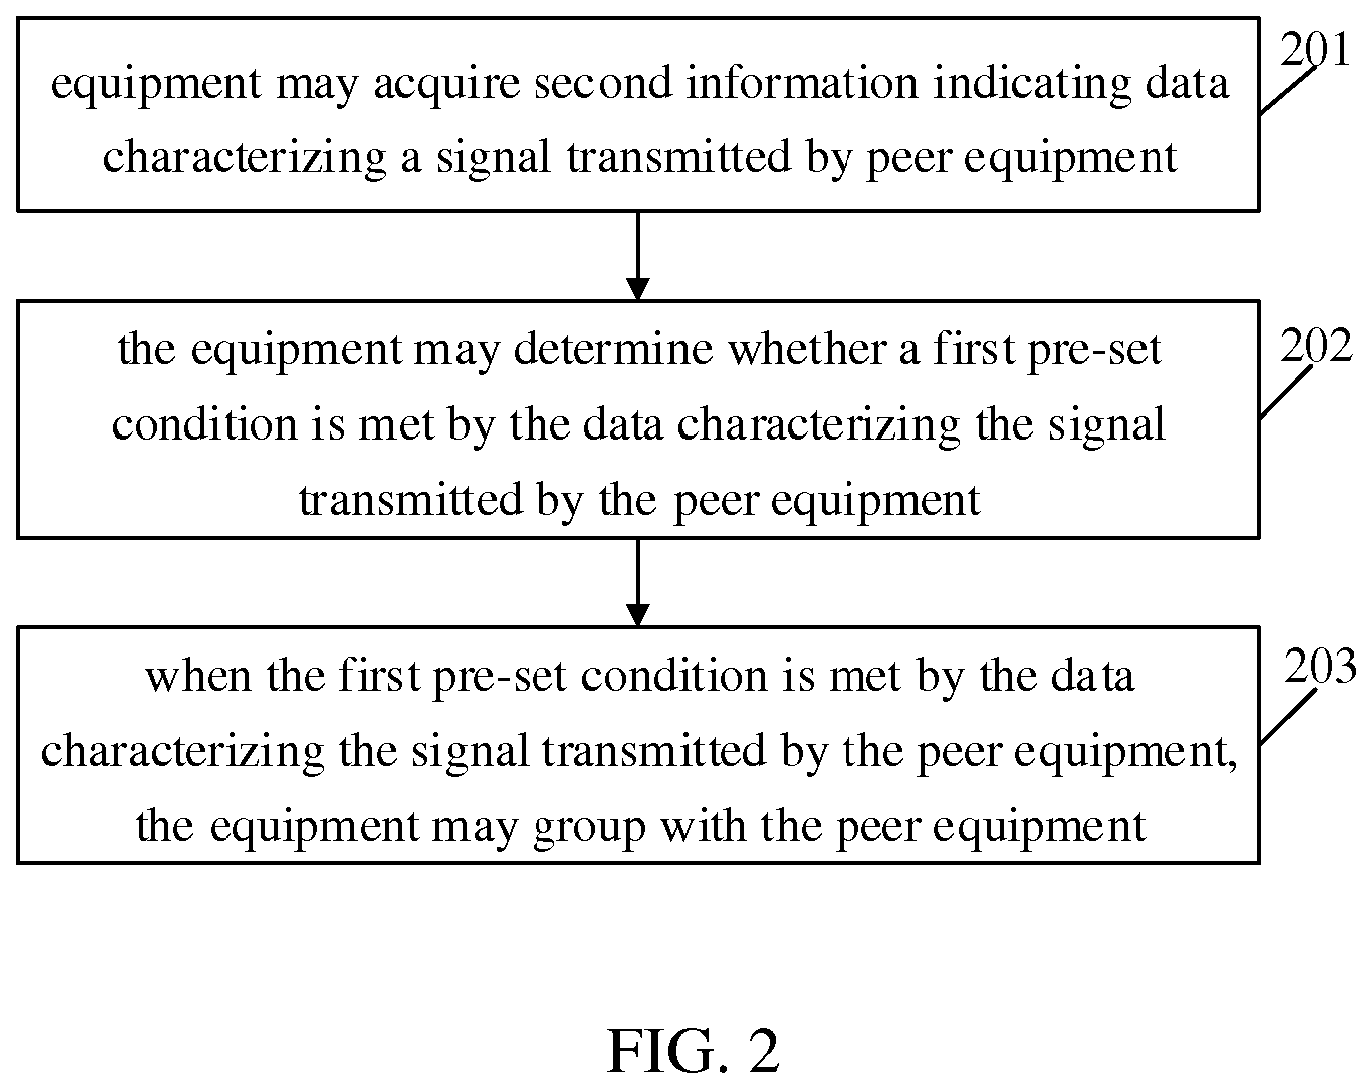 201
equipment may acquire second information indicating data
characterizing a signal transmitted by peer equipment
202
the equipment may determine whether a first pre-set
condition is met by the data characterizing the signal
transmitted by the peer equipment
203
when the first pre-set condition is met by the data
characterizing the signal transmitted by the peer equipment,
the equipment may group with the peer equipment
FIG. 2